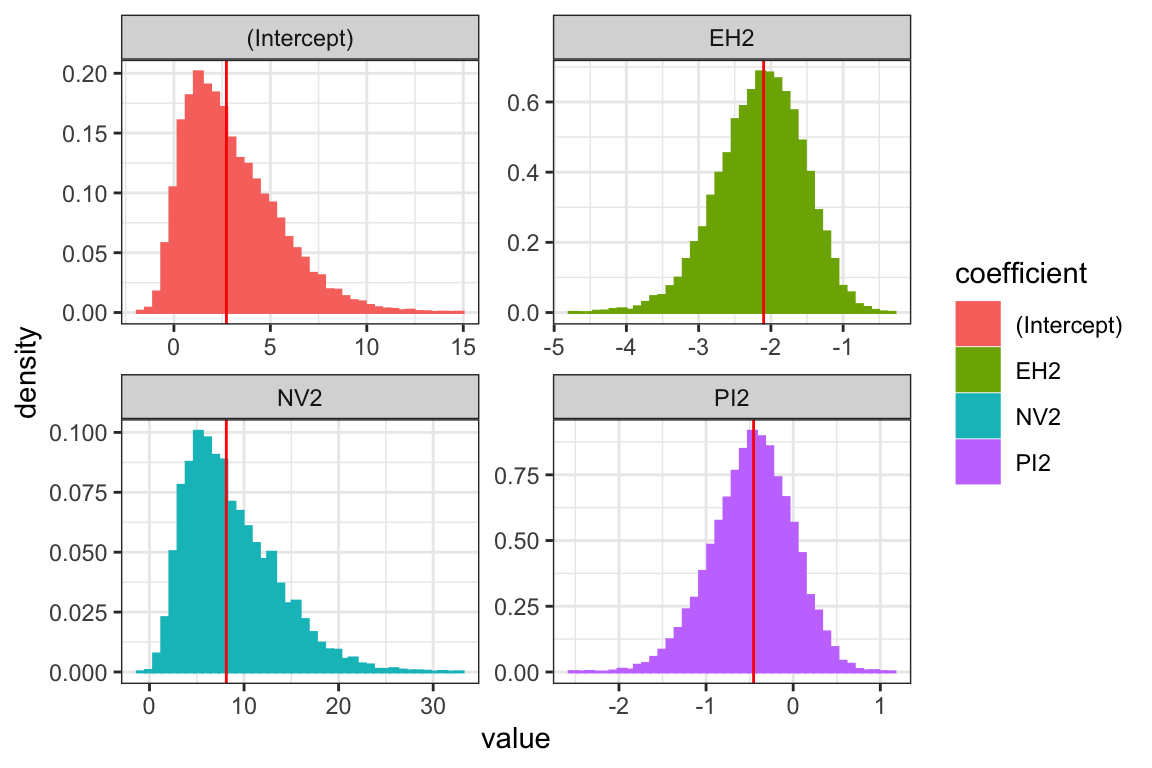 (Intercept)
EH2
0.20
0.15
0.10
0.05
0.00
0.6
0.4
0.2
0.0
0 5 10 15
-5 -4 -3 -2 -1
NV2
PI2
0.100
0.075
0.050
0.025
0.000
0.75
0.50
0.25
0.00
0 10 20 30
-2 -1 0 1
density
value
coefficient
(Intercept)
EH2
NV2
PI2